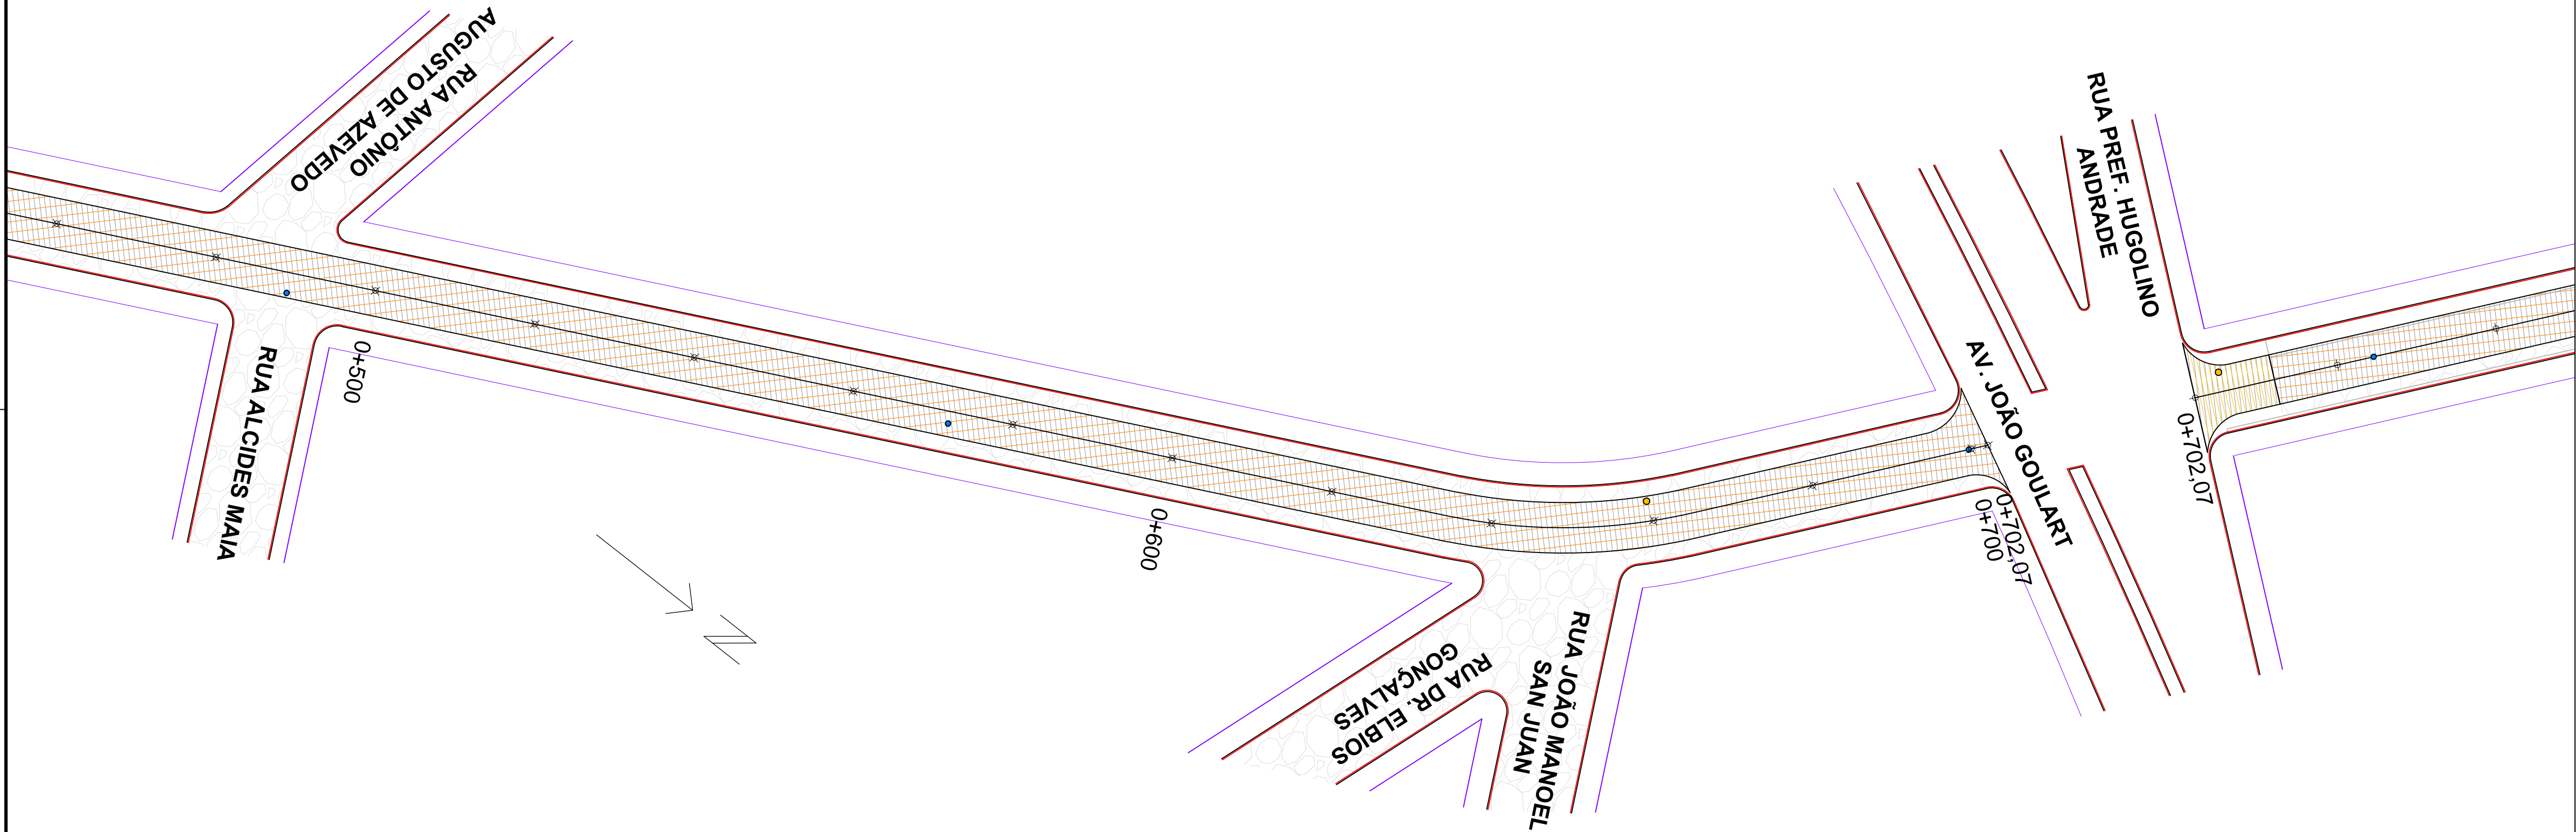 RUA ANTÔNIO
AUGUSTO DE AZEVEDO
RUA ALCIDES MAIA
0+500
0+600
N
RUA DR. ELBIOS
GONÇALVES
RUA JOÃO MANOEL
SAN JUAN
0+700
0+702,07
AV. JOÃO GOULART
RUA PREF. HUGOLINO
ANDRADE
0+702,07